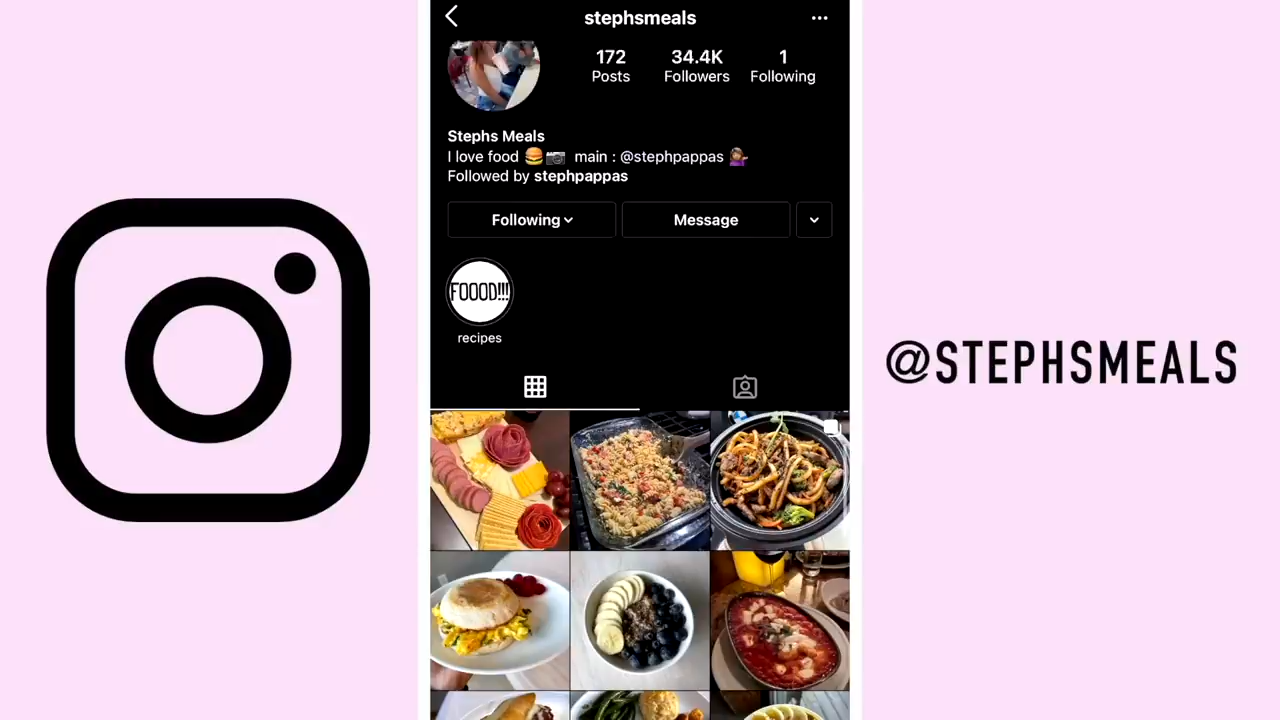 stephsmeals
172 34.4K 1
Posts Followers Following
Stephs Meals
I love food 🍔📷 main : @stephpappas 💁🏽‍♀️
Followed by stephpappas
Following Message
FOOOD!!!
recipes
@STEPHSMEALS